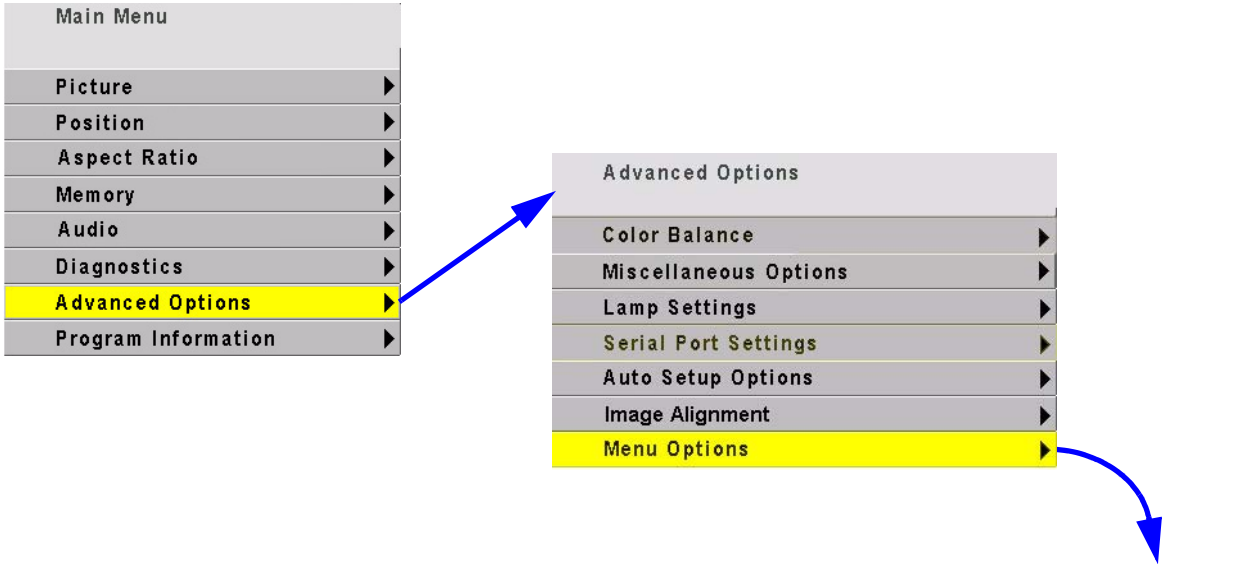 Main Menu
Picture
Position
Aspect Ratio
Memory
Audio
Diagnostics
Advanced Options
Program Information
Advanced Options
Color Balance
Miscellaneous Options
Lamp Settings
Serial Port Settings
Auto Setup Options
Image Alignment
Menu Options